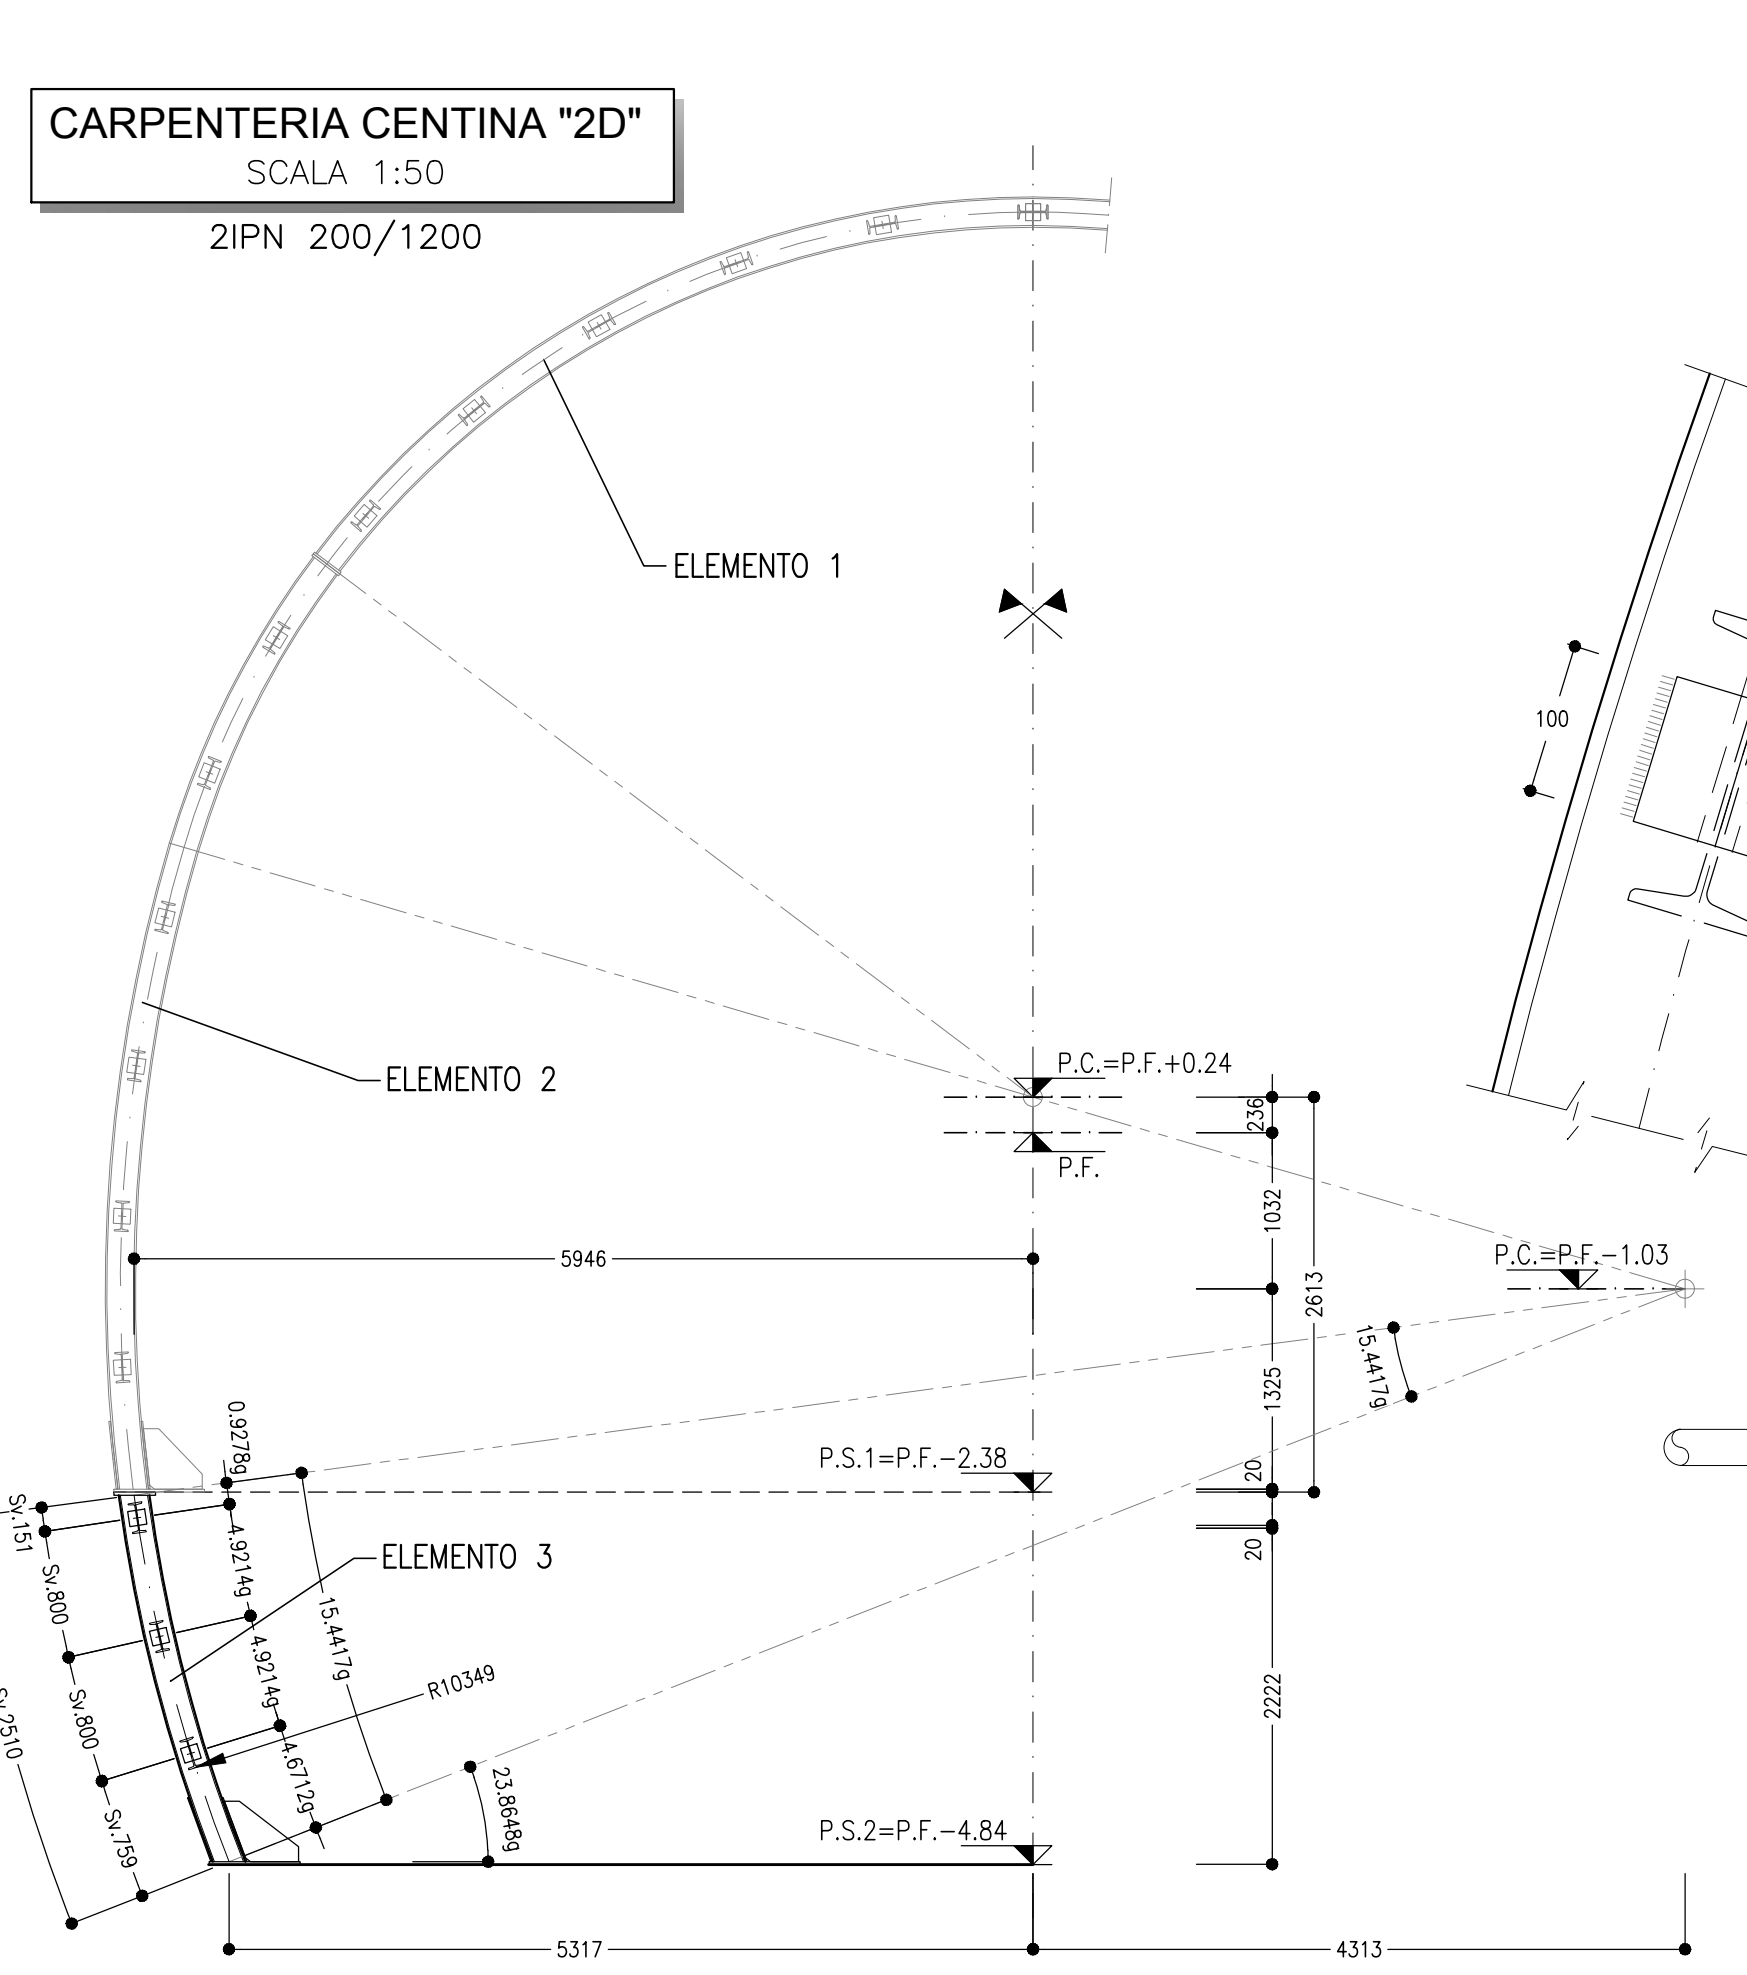 CARPENTERIA CENTINA "2D"
SCALA 1:50
2IPN 200/1200
ELEMENTO 1
100
ELEMENTO 2
P.C.=P.F.+0.24
236
P.F.
1032
5946
2613
P.C.=P.F.-1.03
15.4417g
1325
0.9278g
P.S.1=P.F.-2.38
20
20
Sv.151
4.9214g
ELEMENTO 3
Sv.800
15.4417g
4.9214g
R10349
Sv.800
Sv.2510
2222
4.6712g
23.8648g
Sv.759
P.S.2=P.F.-4.84
5317
4313